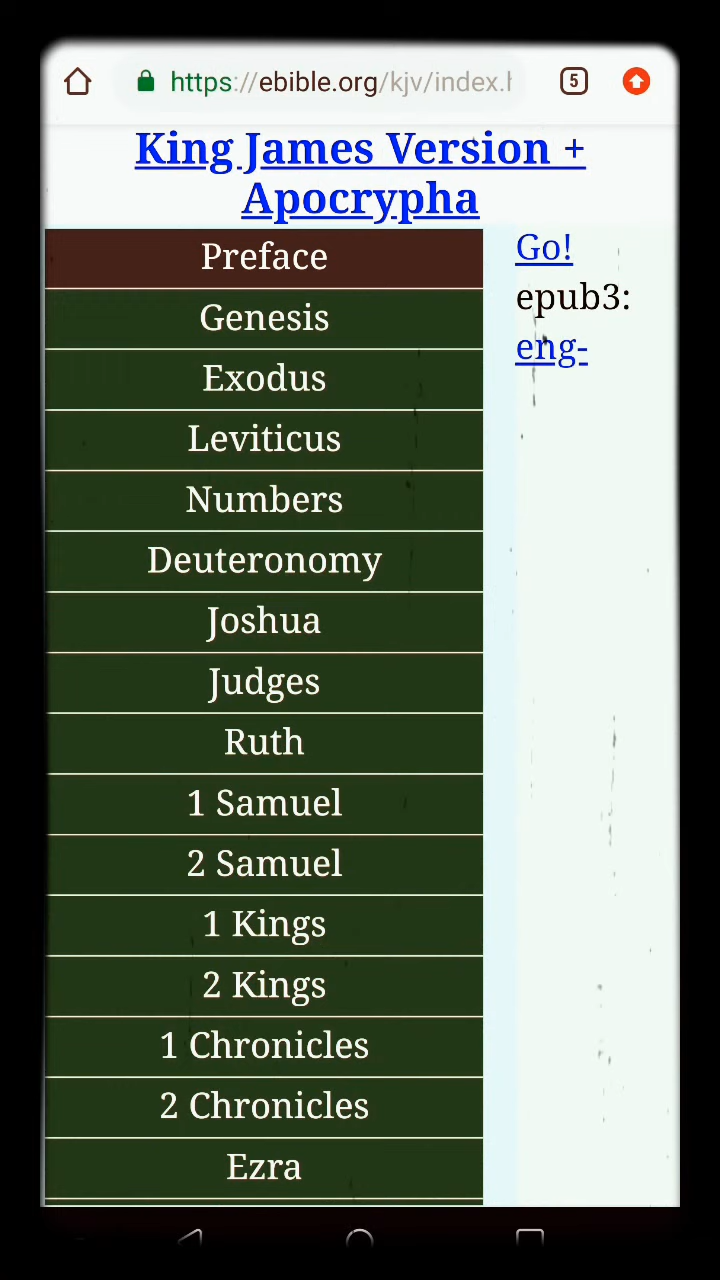 https://ebible.org/kjv/index.h
5
King James Version +
Apocrypha
Preface
Genesis
Exodus
Leviticus
Numbers
Deuteronomy
Joshua
Judges
Ruth
1 Samuel
2 Samuel
1 Kings
2 Kings
1 Chronicles
2 Chronicles
Ezra
Go!
epub3:
eng-